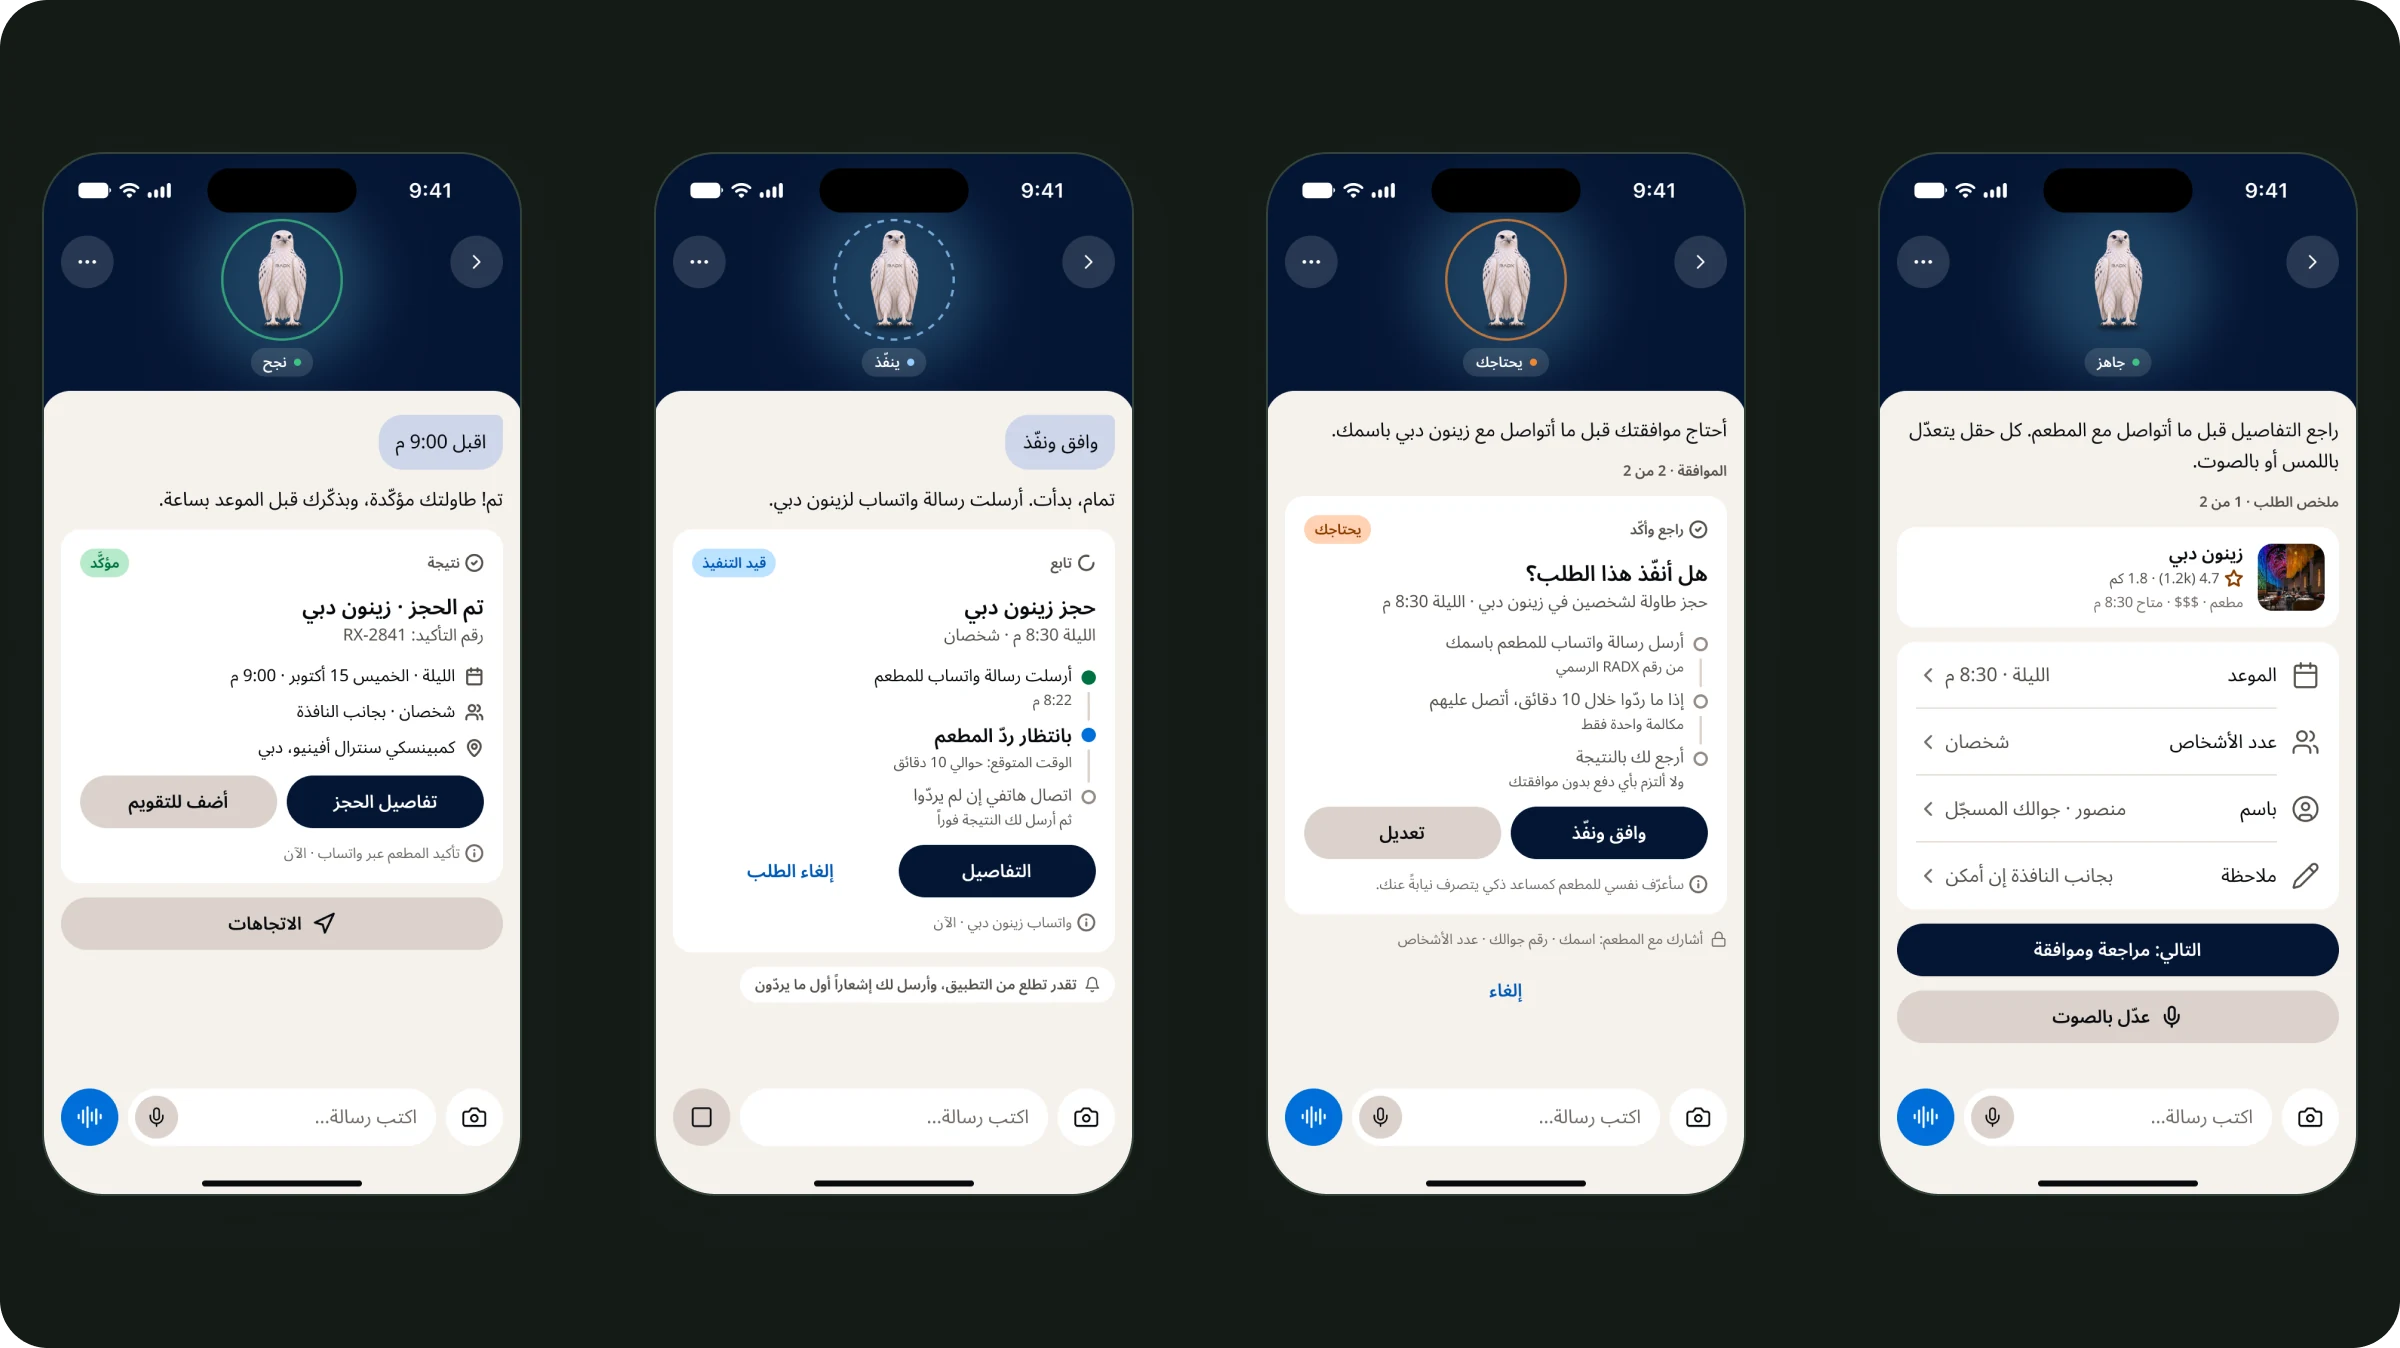 9:41
جاهز
راجع التفاصيل قبل ما أتواصل مع المطعم. كل حقل يتعدّل
باللمس أو بالصوت.
ملخص الطلب · 1 من 2
زينون دبي
4.7 (1.2k) · 1.8 كم
مطعم · $$$ · متاح 8:30 م
الموعد
الليلة · 8:30 م
عدد الأشخاص
شخصان
باسم
منصور · جوالك المسجّل
ملاحظة
بجانب النافذة إن أمكن
التالي: مراجعة وموافقة
عدّل بالصوت
اكتب رسالة...
9:41
RADX
يحتاجك
أحتاج موافقتك قبل ما أتواصل مع زينون دبي باسمك.
الموافقة · 2 من 2
راجع وأكّد
يحتاجك
هل أنفّذ هذا الطلب؟
حجز طاولة لشخصين في زينون دبي · الليلة 8:30 م
أرسل رسالة واتساب للمطعم باسمك
من رقم RADX الرسمي
إذا ما ردّوا خلال 10 دقائق، أتصل عليهم
مكالمة واحدة فقط
أرجع لك بالنتيجة
ولا ألتزم بأي دفع بدون موافقتك
وافق ونفّذ
تعديل
سأعرّف نفسي للمطعم كمساعد ذكي يتصرف نيابةً عنك.
أشارك مع المطعم: اسمك · رقم جوالك · عدد الأشخاص
إلغاء
اكتب رسالة...
9:41
RADX
ينفّذ
وافق ونفّذ
تمام، بدأت. أرسلت رسالة واتساب لزينون دبي.
تابع
قيد التنفيذ
حجز زينون دبي
الليلة 8:30 م · شخصان
أرسلت رسالة واتساب للمطعم
8:22 م
بانتظار ردّ المطعم
الوقت المتوقع: حوالي 10 دقائق
اتصال هاتفي إن لم يردّوا
ثم أرسل لك النتيجة فوراً
التفاصيل
إلغاء الطلب
واتساب زينون دبي · الآن
تقدر تطلع من التطبيق، وأرسل لك إشعاراً أول ما يردّون
اكتب رسالة...
9:41
RADX
نجح
اقبل 9:00 م
تم! طاولتك مؤكّدة، وبذكّرك قبل الموعد بساعة.
نتيجة
مؤكَّد
تم الحجز · زينون دبي
رقم التأكيد: RX-2841
الليلة · الخميس 15 أكتوبر · 9:00 م
شخصان · بجانب النافذة
كمبينسكي سنترال أفينيو، دبي
تفاصيل الحجز
أضف للتقويم
تأكيد المطعم عبر واتساب · الآن
الاتجاهات
اكتب رسالة...